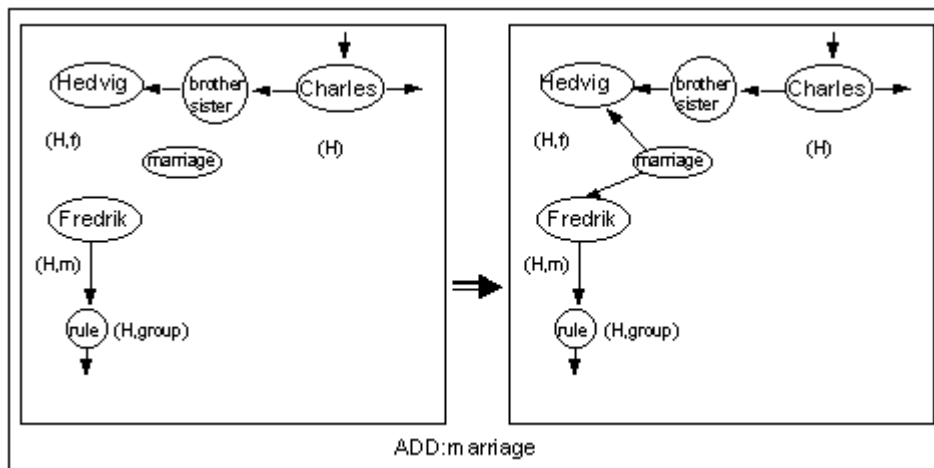 Hedvig
brother
sister
Charles
(H,f)
marriage
(H)
Fredrik
(H,m)
rule
(H,group)
Hedvig
brother
sister
Charles
(H,f)
marriage
(H)
Fredrik
(H,m)
rule
(H,group)
ADD:marriage